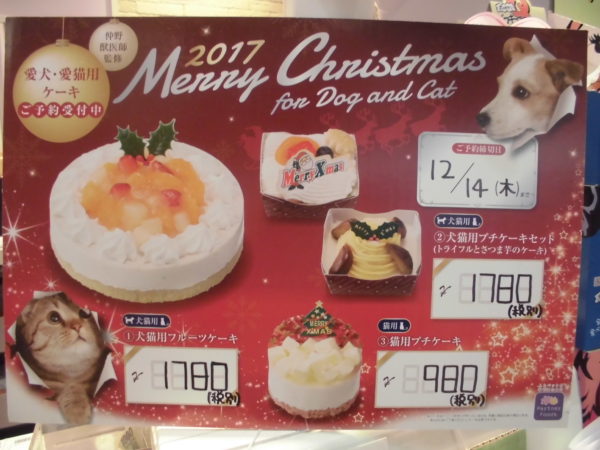 仲野
獣医師
監修
愛犬・愛猫用
ケーキ
ご予約受付中
2017
Merry Christmas
for Dog and Cat
ご予約締切日
12/14(木)まで
Merry Xmas
犬猫用
②犬猫用プチケーキセット
(トライフルとさつま芋のケーキ)
1780
(税別)
犬猫用
①犬猫用フルーツケーキ
1780
(税別)
MERRY
XMAS
猫用
③猫用プチケーキ
980
(税別)
Partner
Foods